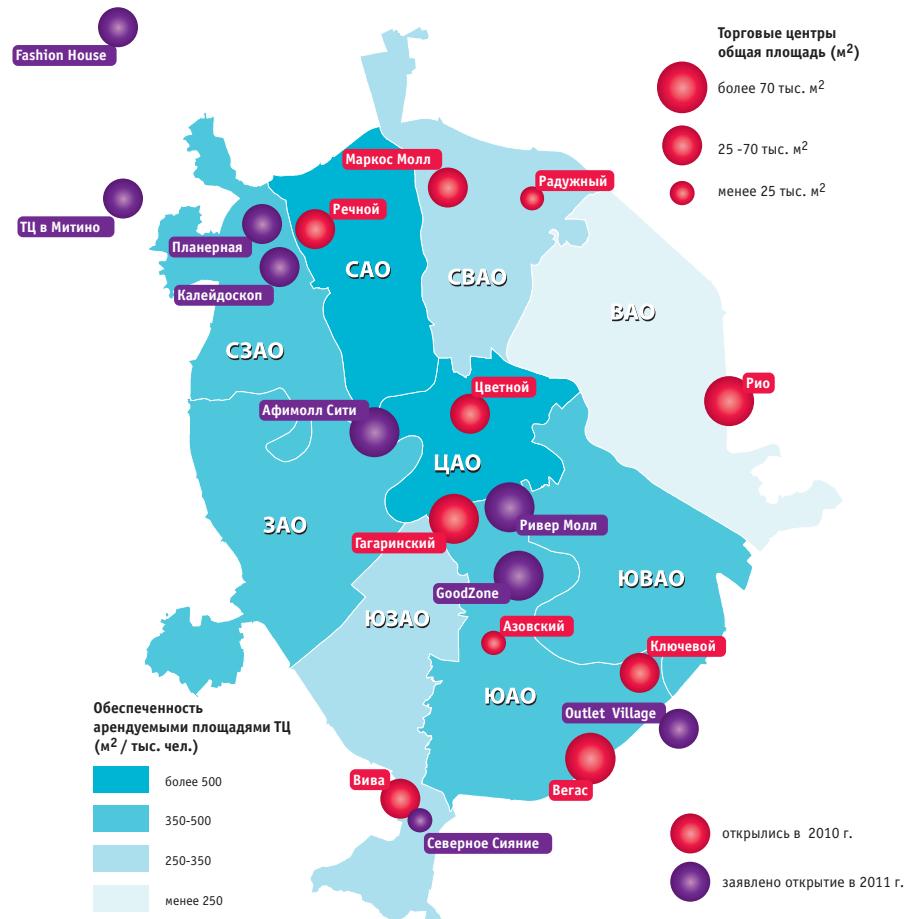 Fashion House
Торговые центры
общая площадь (м²)
более 70 тыс. м²
25 -70 тыс. м²
менее 25 тыс. м²
Маркос Молл
Радужный
ТЦ в Митино
Речной
Планерная
Калейдоскоп
САО
СВАО
ВАО
СЗАО
Рио
Цветной
Афимолл Сити
ЦАО
ЗАО
Ривер Молл
Гагаринский
GoodZone
ЮВАО
ЮЗАО
Азовский
Ключевой
ЮАО
Outlet Village
Обеспеченность
арендуемыми площадями ТЦ
(м² / тыс. чел.)
более 500
350-500
250-350
менее 250
Вива
Вегас
Северное Сияние
открылись в 2010 г.
заявлено открытие в 2011 г.